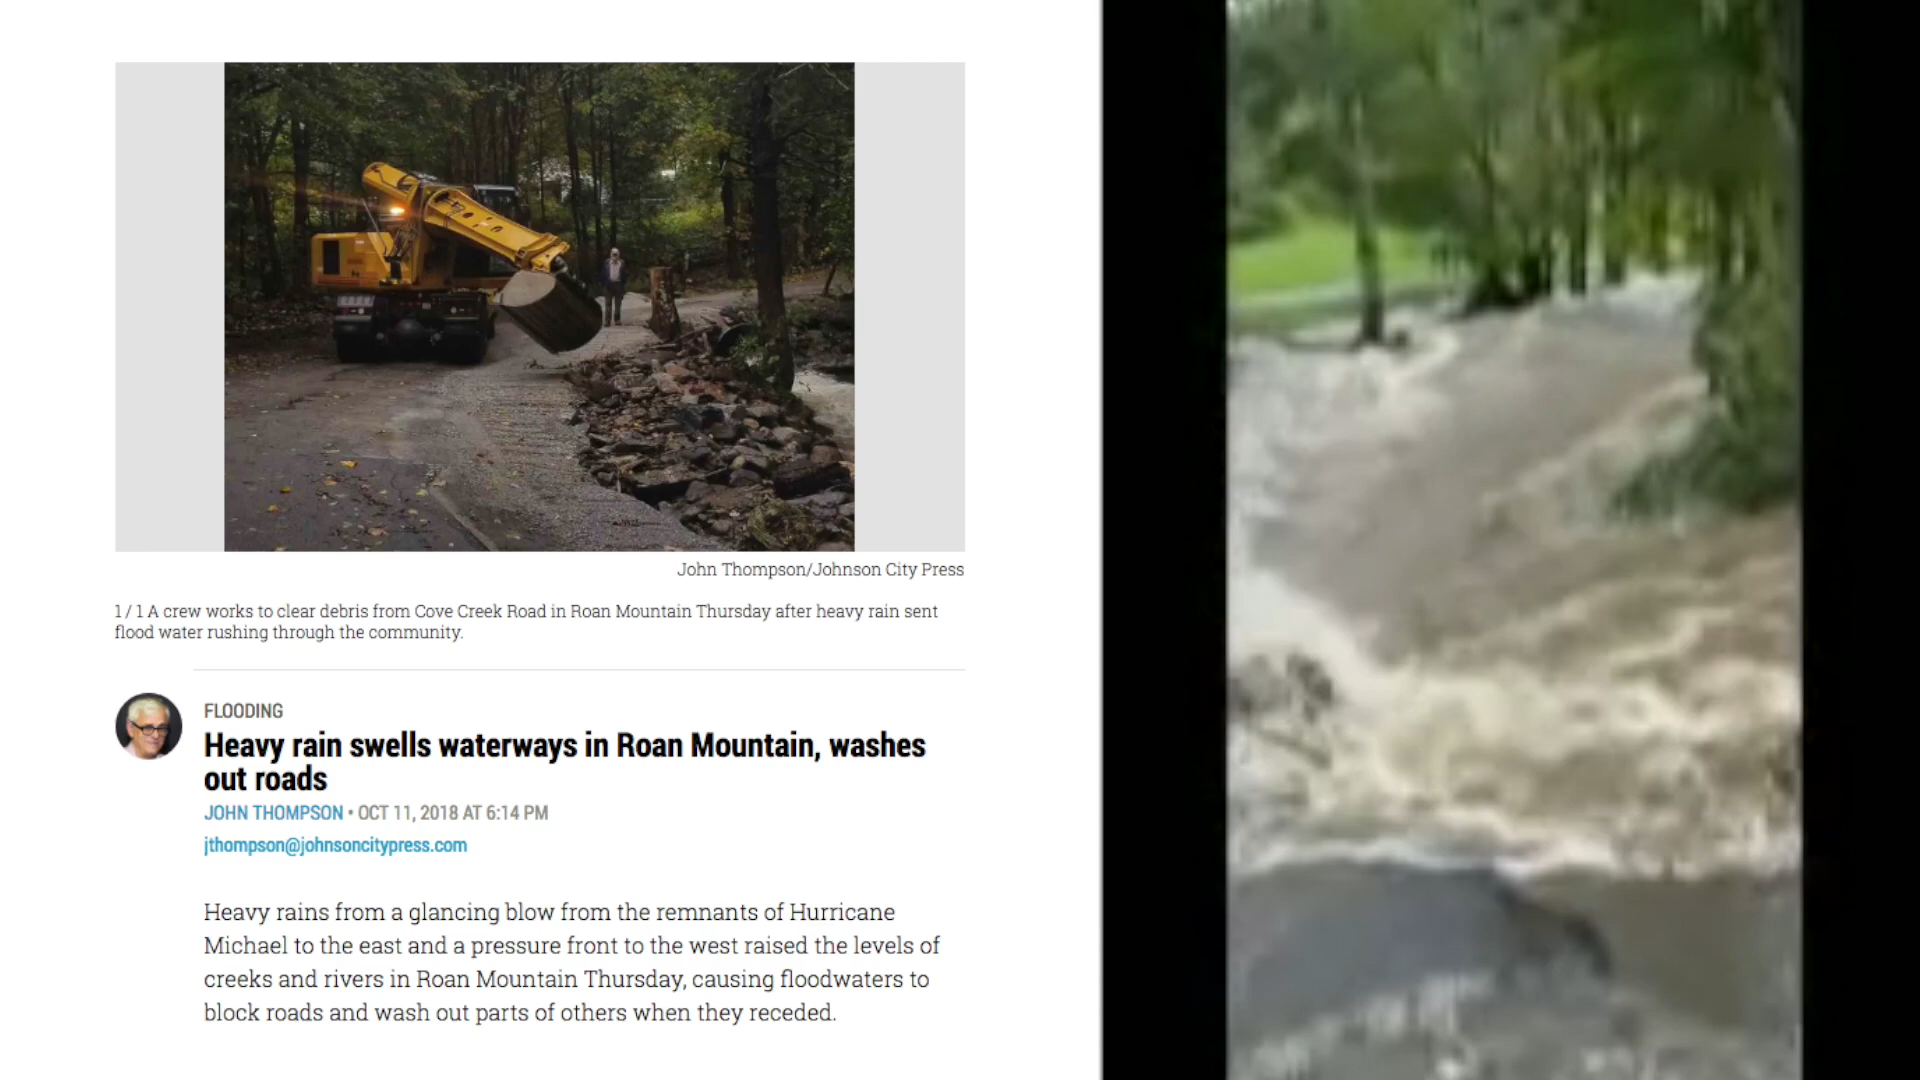 John Thompson/Johnson City Press
1 / 1 A crew works to clear debris from Cove Creek Road in Roan Mountain Thursday after heavy rain sent
flood water rushing through the community.
FLOODING
Heavy rain swells waterways in Roan Mountain, washes
out roads
JOHN THOMPSON • OCT 11, 2018 AT 6:14 PM
jthompson@johnsoncitypress.com
Heavy rains from a glancing blow from the remnants of Hurricane
Michael to the east and a pressure front to the west raised the levels of
creeks and rivers in Roan Mountain Thursday, causing floodwaters to
block roads and wash out parts of others when they receded.